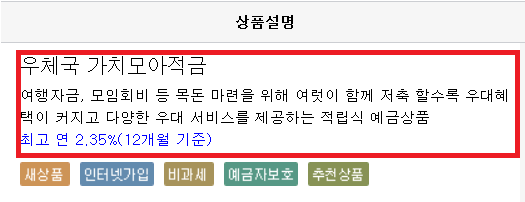 상품설명
우체국 가치모아적금
여행자금, 모임회비 등 목돈 마련을 위해 여럿이 함께 저축 할수록 우대혜
택이 커지고 다양한 우대 서비스를 제공하는 적립식 예금상품
최고 연 2.35%(12개월 기준)
새상품 인터넷가입 비과세 예금자보호 추천상품